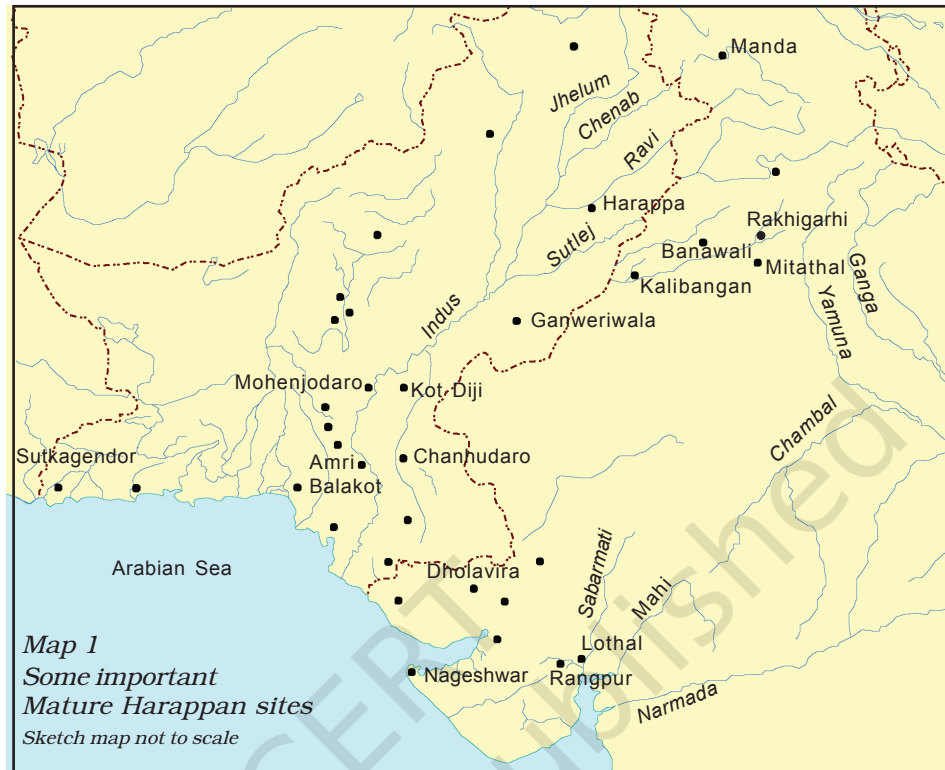 Manda
Jhelum
Chenab
Ravi
Harappa
Rakhigarhi
Sutlej
Banawali
Mitathal
Ganga
Kalibangan
Indus
Ganweriwala
Yamuna
Mohenjodaro
Kot Diji
Chambal
Sutkagendor
Amri
Chanhudaro
Balakot
Arabian Sea
Dholavira
Sabarmati
Mahi
Lothal
Nageshwar
Rangpur
Narmada
Map 1
Some important
Mature Harappan sites
Sketch map not to scale